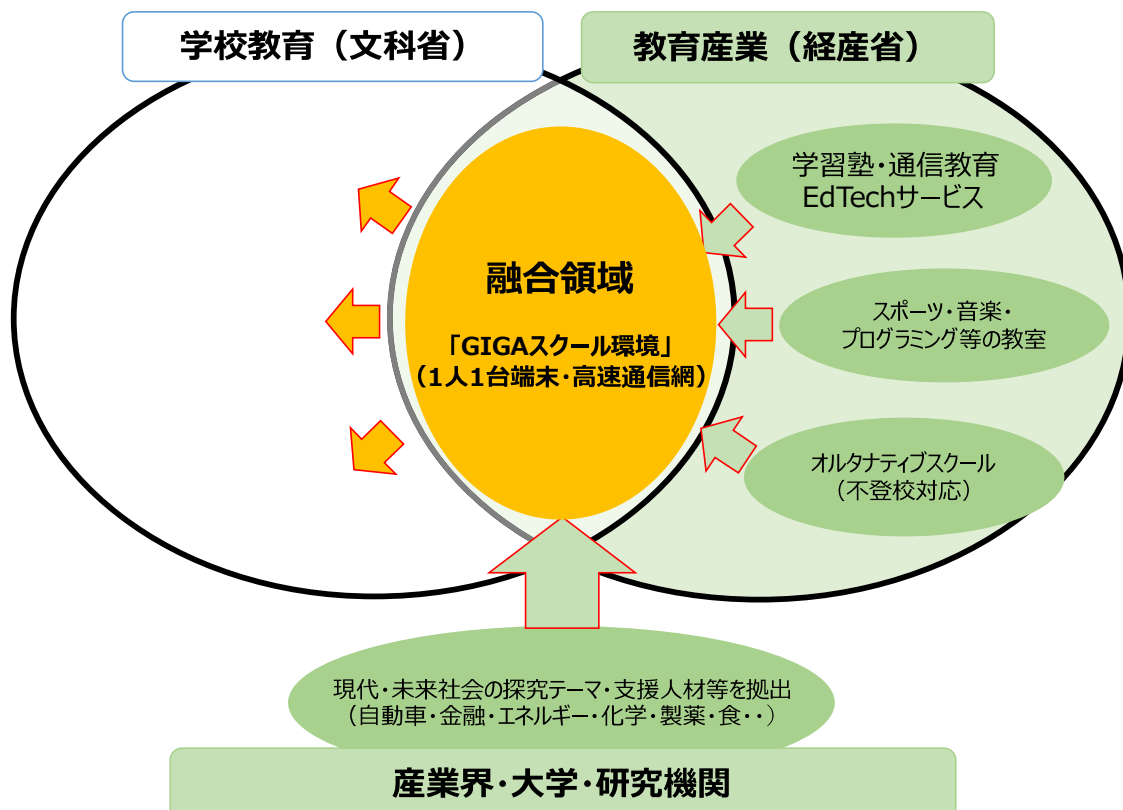 学校教育（文科省）
教育産業（経産省）
学習塾・通信教育
EdTechサービス
融合領域
スポーツ・音楽・
プログラミング等の教室
「GIGAスクール環境」
（1人1台端末・高速通信網）
オルタナティブスクール
（不登校対応）
現代・未来社会の探究テーマ・支援人材等を拠出
（自動車・金融・エネルギー・化学・製薬・食・・）
産業界・大学・研究機関